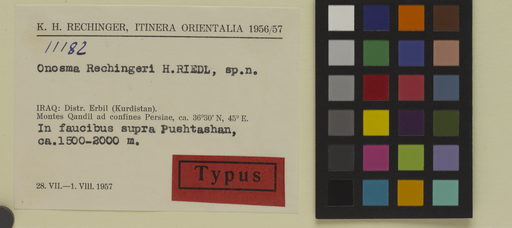 K. H. RECHINGER, ITINERA ORIENTALIA 1956/57
11182
Onosma Rechingeri H.RIEDL, sp.n.
IRAQ: Distr. Erbil (Kurdistan).
Montes Qandil ad confines Persiae, ca. 36°30' N, 45° E.
In faucibus supra Pushtashan,
ca.1500-2000 m.
Typus
28. VII.—1. VIII. 1957